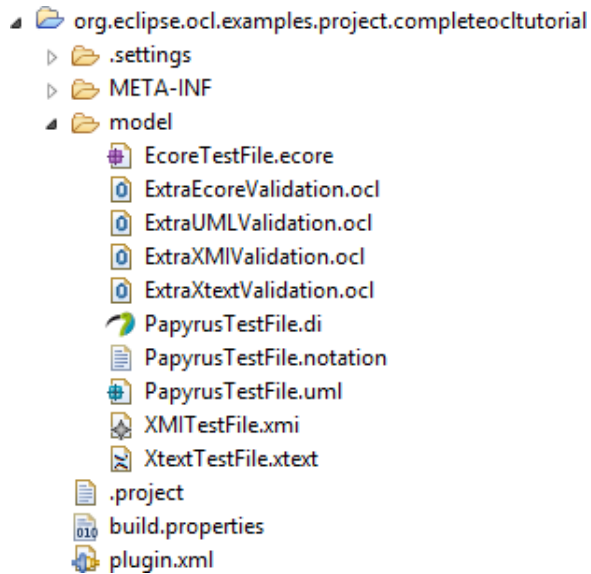 org.eclipse.ocl.examples.project.completeocltutorial
.settings
META-INF
model
EcoreTestFile.ecore
ExtraEcoreValidation.ocl
ExtraUMLValidation.ocl
ExtraXMIValidation.ocl
ExtraXtextValidation.ocl
PapyrusTestFile.di
PapyrusTestFile.notation
PapyrusTestFile.uml
XMITestFile.xmi
XtextTestFile.xtext
.project
build.properties
plugin.xml